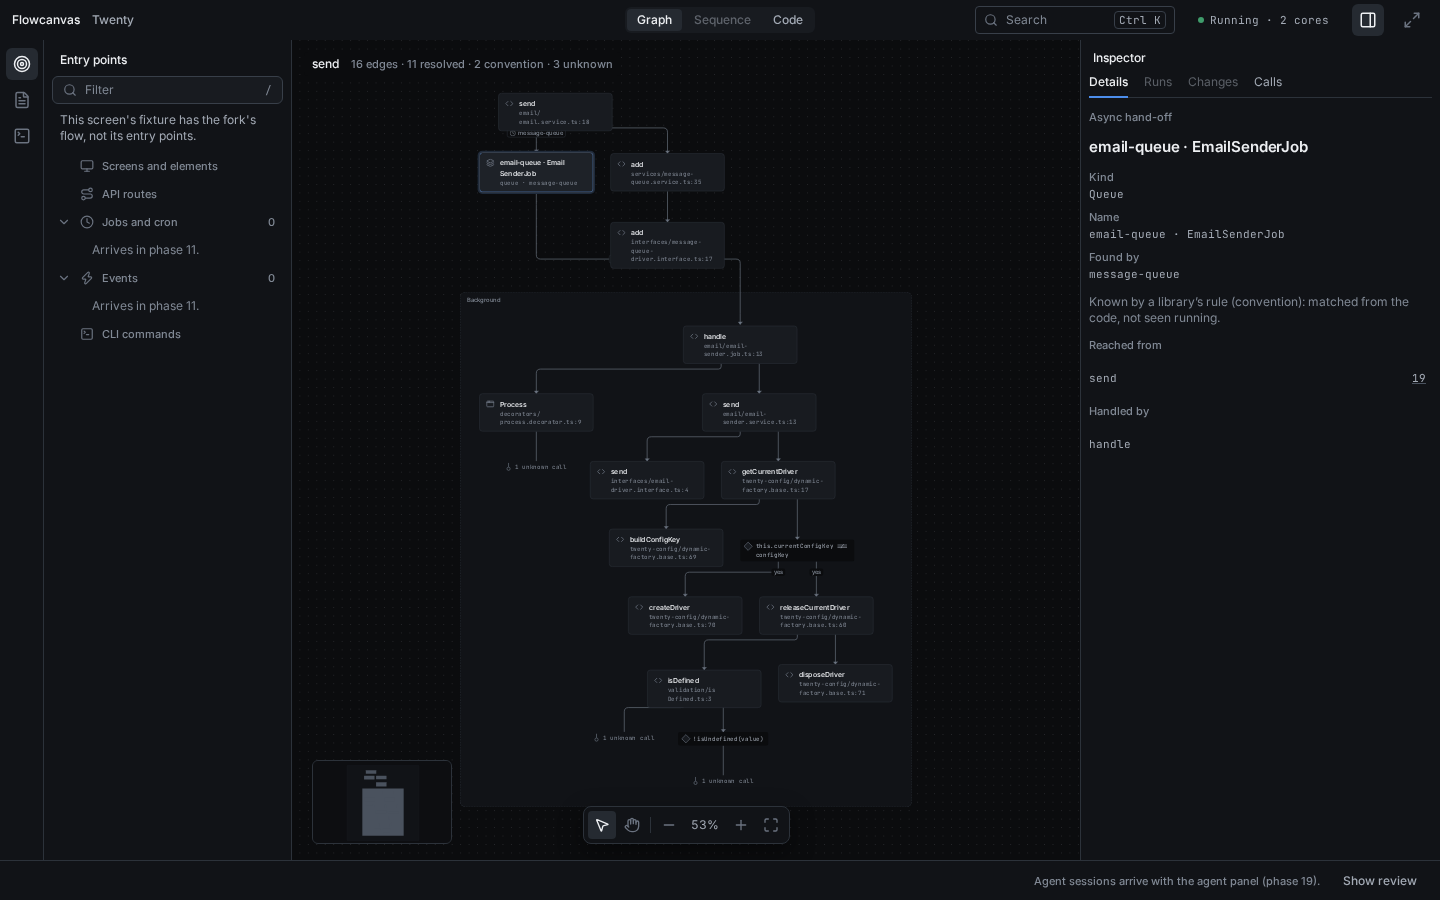 Flowcanvas Twenty
Graph Sequence Code
Search Ctrl K
Running · 2 cores
Entry points
Filter /
This screen's fixture has the fork's
flow, not its entry points.
Screens and elements
API routes
Jobs and cron 0
Arrives in phase 11.
Events 0
Arrives in phase 11.
CLI commands
send 16 edges · 11 resolved · 2 convention · 3 unknown
send
email/
email.service.ts:18
message-queue
email-queue · Email
SenderJob
queue · message-queue
add
services/message-
queue.service.ts:35
add
interfaces/message-
queue-
driver.interface.ts:17
Background
handle
email/email-
sender.job.ts:13
Process
decorators/
process.decorator.ts:9
1 unknown call
send
email/email-
sender.service.ts:13
send
interfaces/email-
driver.interface.ts:4
getCurrentDriver
twenty-config/dynamic-
factory.base.ts:17
buildConfigKey
twenty-config/dynamic-
factory.base.ts:69
this.currentConfigKey ===
configKey
yes
yes
createDriver
twenty-config/dynamic-
factory.base.ts:70
releaseCurrentDriver
twenty-config/dynamic-
factory.base.ts:60
isDefined
validation/is
Defined.ts:3
disposeDriver
twenty-config/dynamic-
factory.base.ts:71
1 unknown call
!isUndefined(value)
1 unknown call
53%
Inspector
Details Runs Changes Calls
Async hand-off
email-queue · EmailSenderJob
Kind
Queue
Name
email-queue · EmailSenderJob
Found by
message-queue
Known by a library's rule (convention): matched from the
code, not seen running.
Reached from
send 19
Handled by
handle
Agent sessions arrive with the agent panel (phase 19). Show review